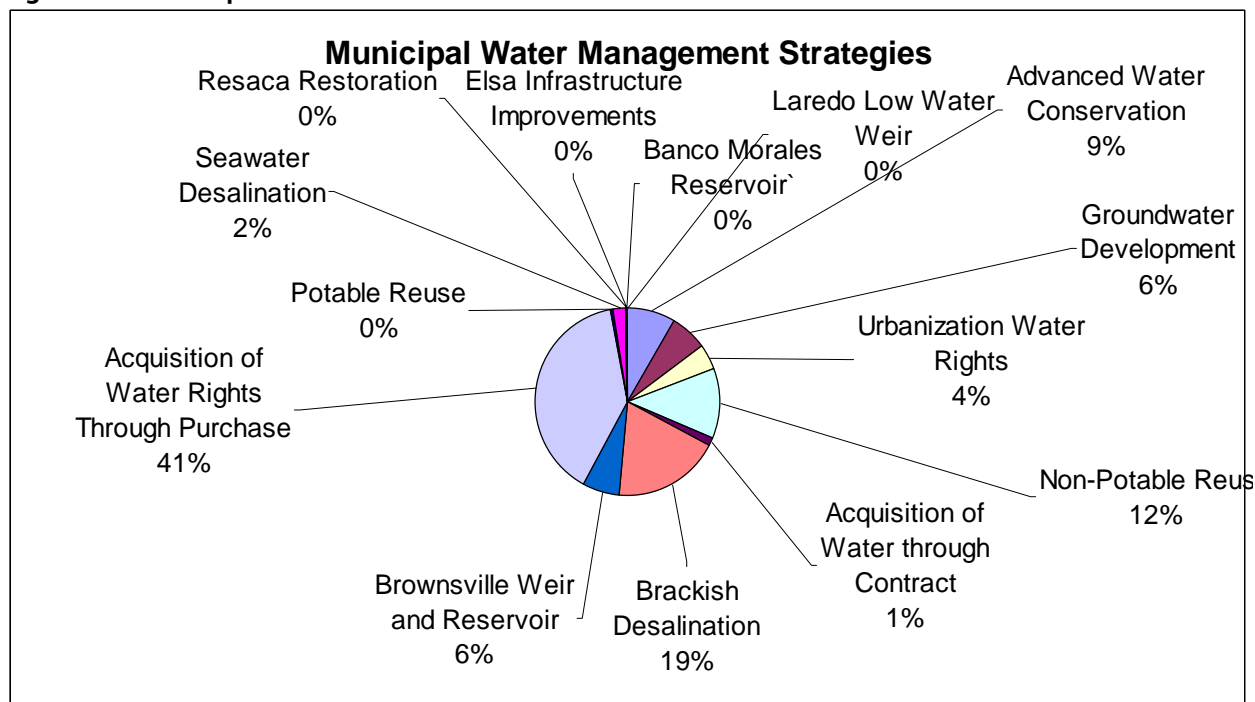 Municipal Water Management Strategies
Resaca Restoration
0%
Elsa Infrastructure
Improvements
0%
Banco Morales
Reservoir`
0%
Laredo Low Water
Weir
0%
Advanced Water
Conservation
9%
Seawater
Desalination
2%
Groundwater
Development
6%
Potable Reuse
0%
Urbanization Water
Rights
4%
Acquisition of
Water Rights
Through Purchase
41%
Non-Potable Reus
12%
Acquisition of
Water through
Contract
1%
Brackish
Desalination
19%
Brownsville Weir
and Reservoir
6%